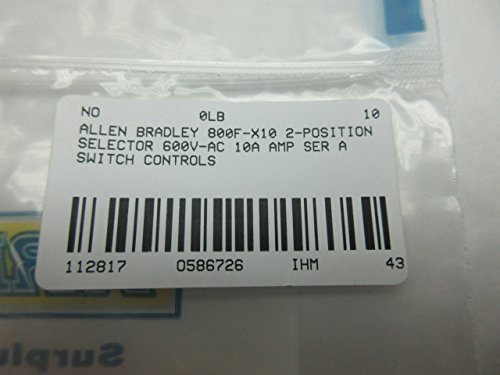 NO 0LB 10
ALLEN BRADLEY 800F-X10 2-POSITION
SELECTOR 600V-AC 10A AMP SER A
SWITCH CONTROLS
112817 0586726 IHM 43
Surplu